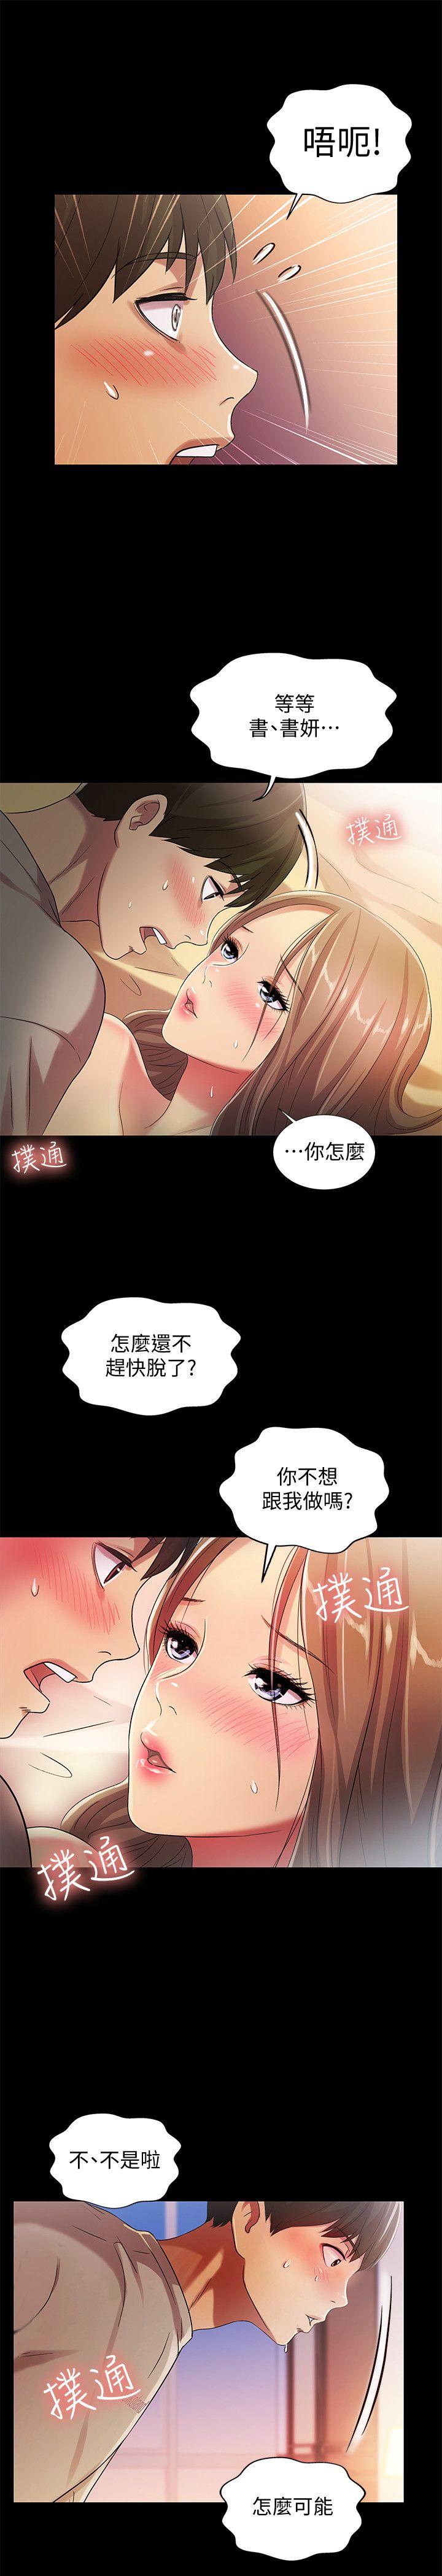 唔呃!
等等
書、書妍…
撲通
…你怎麼
撲通
怎麼還不
趕快脫了?
你不想
跟我做嗎?
撲通
撲通
不、不是啦
撲通
怎麼可能